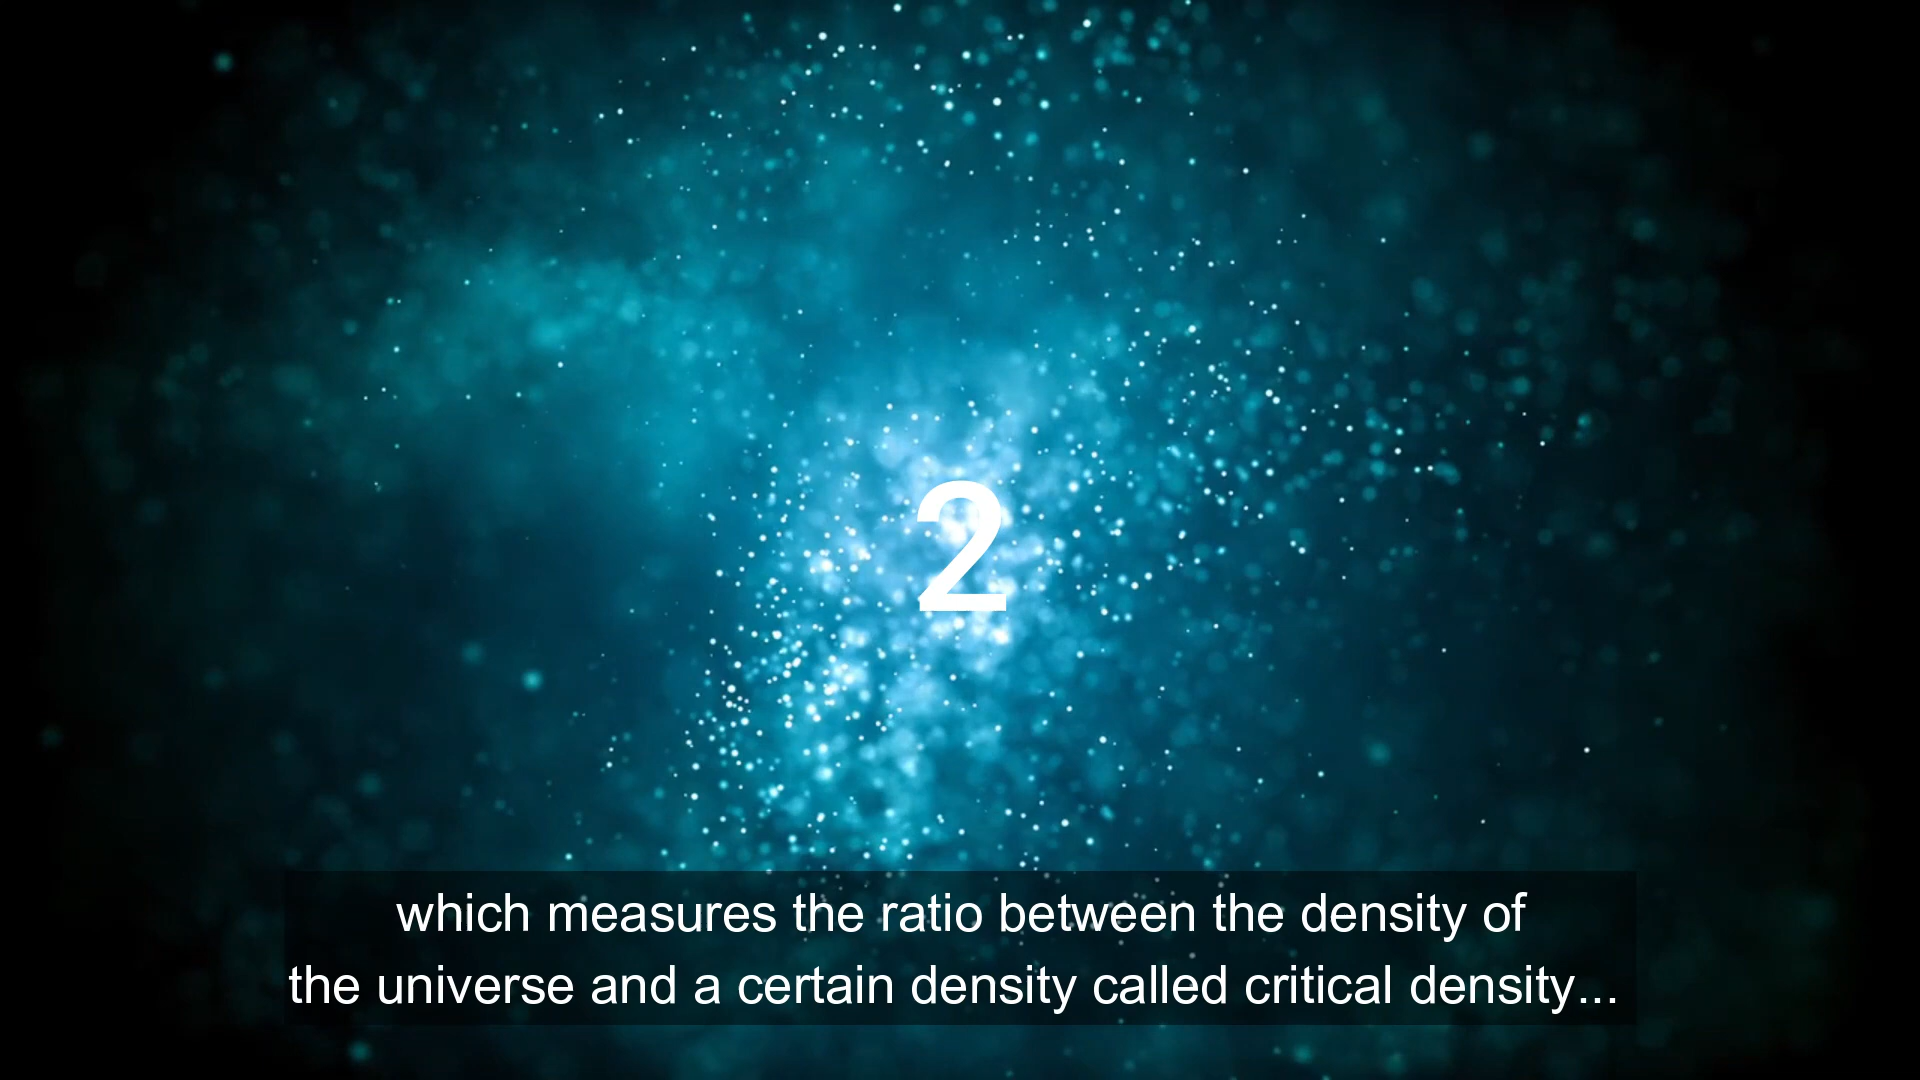 2
which measures the ratio between the density of
the universe and a certain density called critical density...